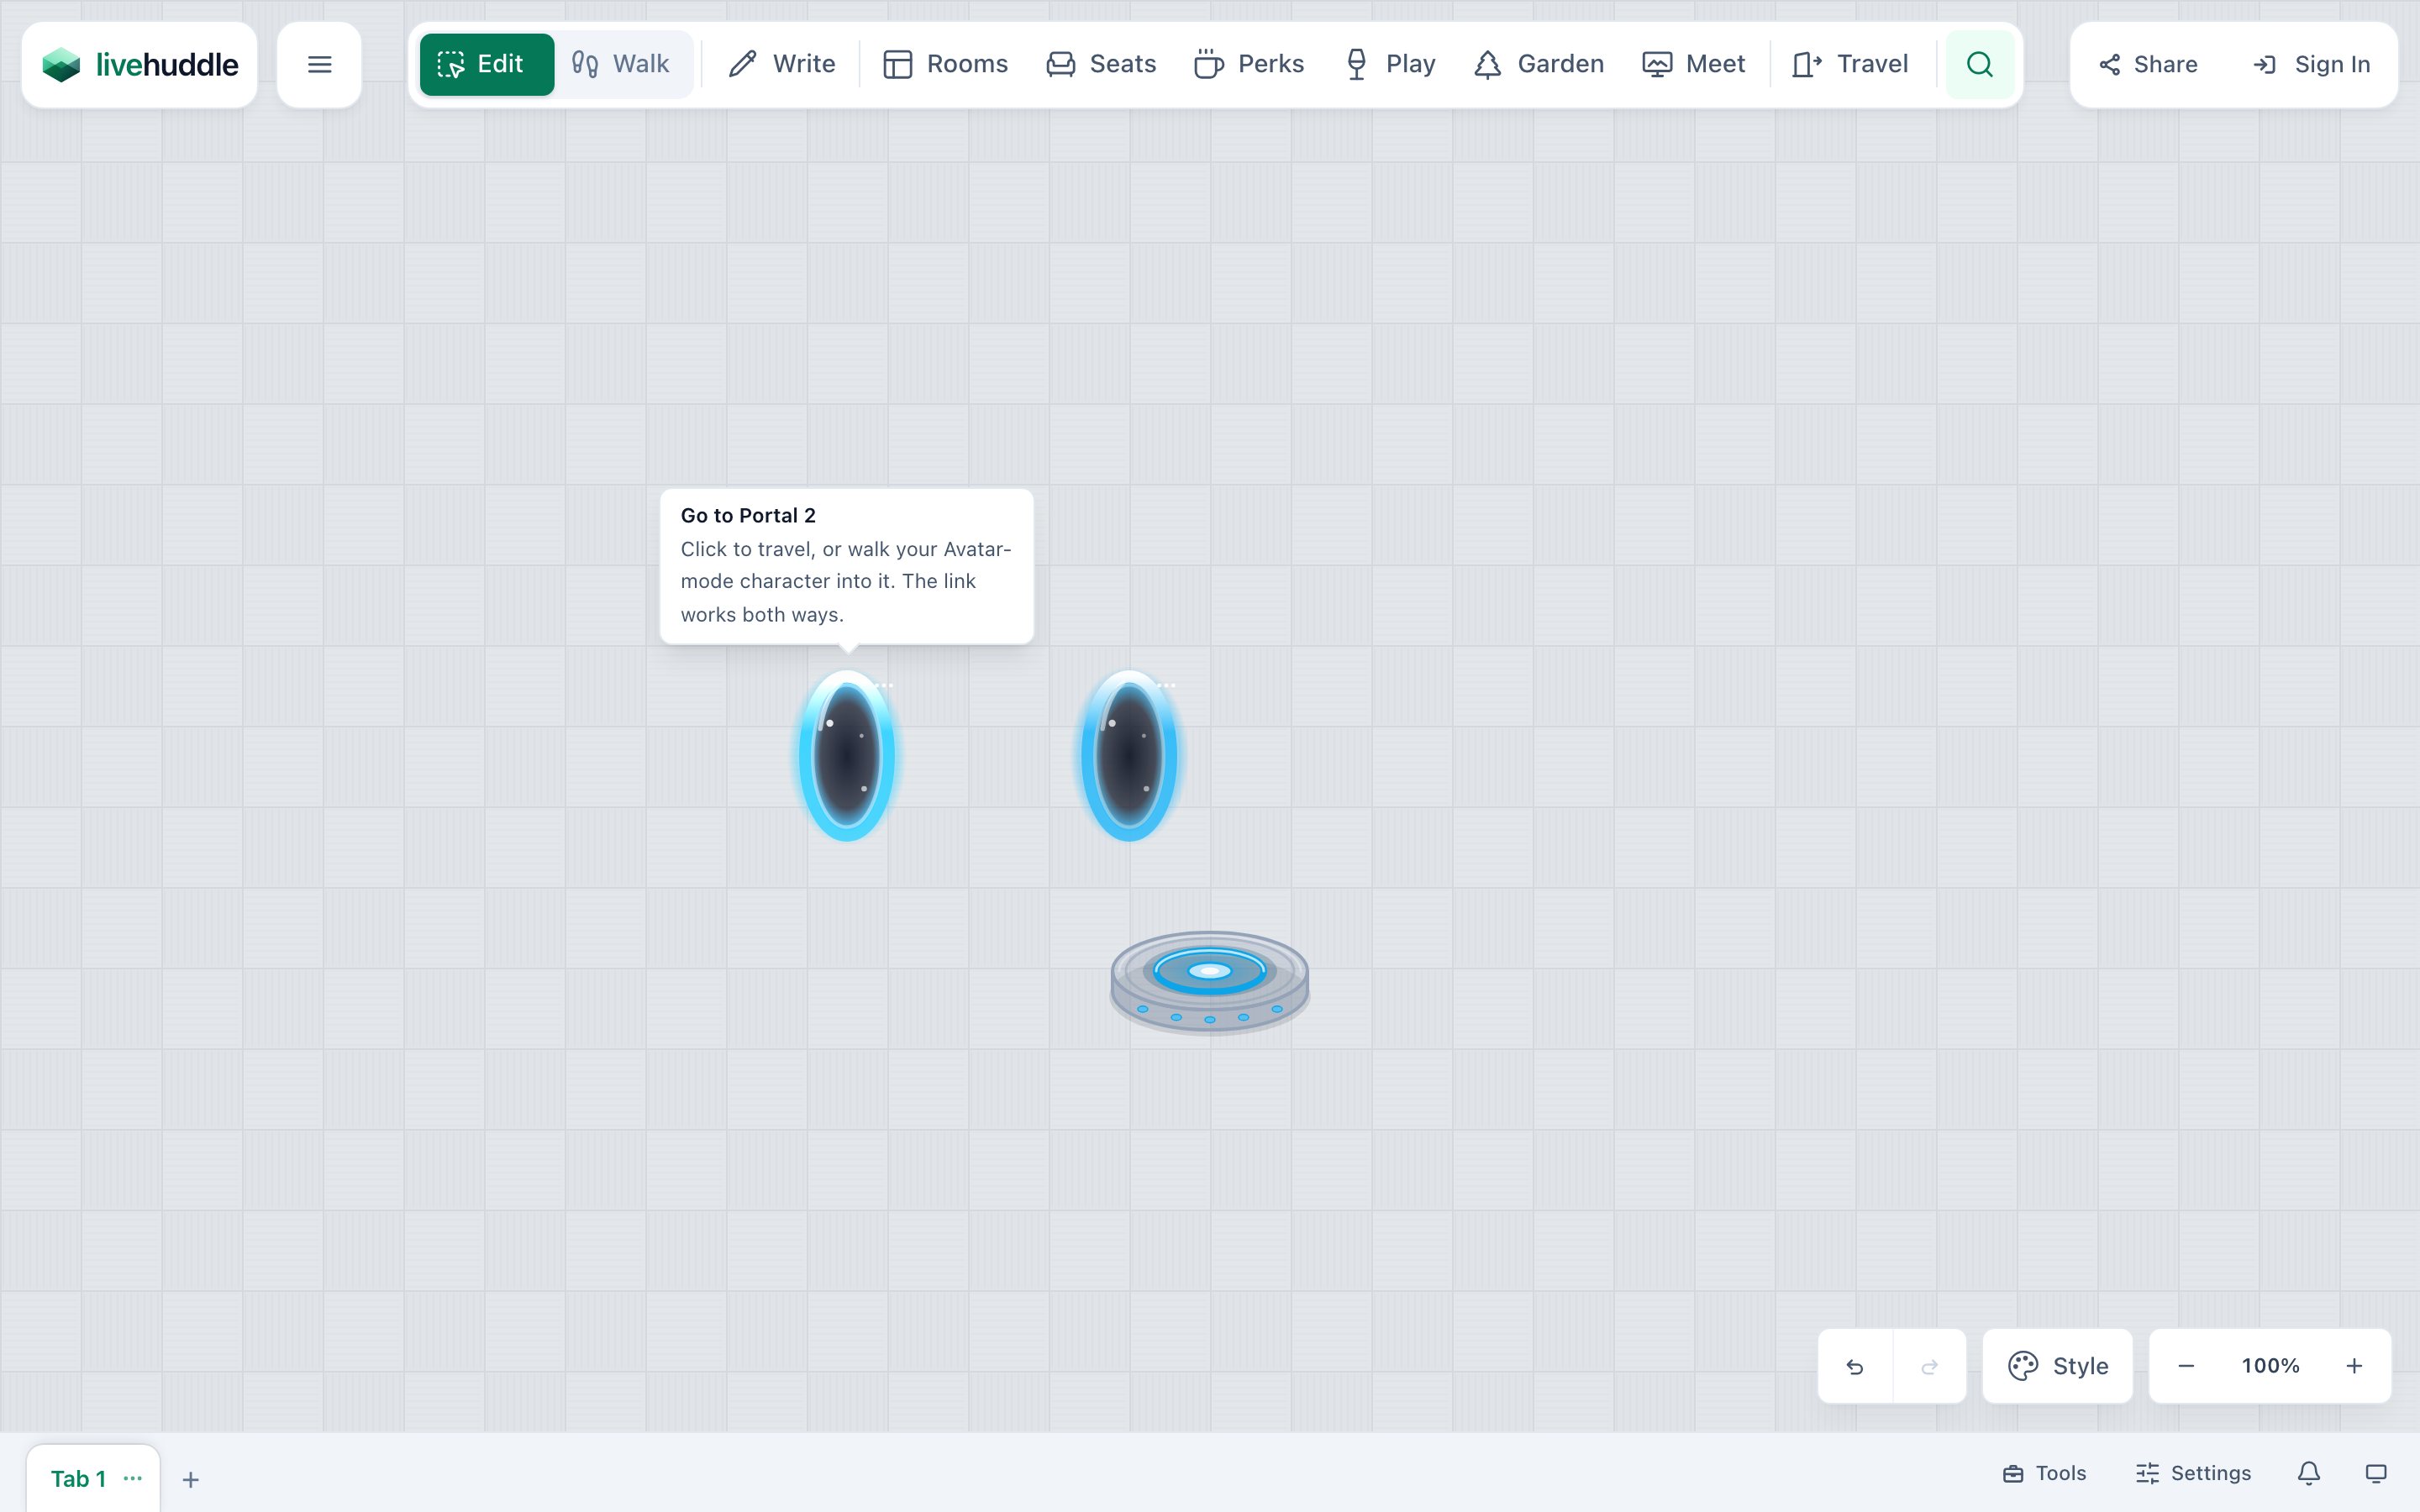 livehuddle
Edit
Walk
Write
Rooms
Seats
Perks
Play
Garden
Meet
Travel
Share
Sign In
Go to Portal 2
Click to travel, or walk your Avatar-
mode character into it. The link
works both ways.
Style
100%
Tab 1
Tools
Settings